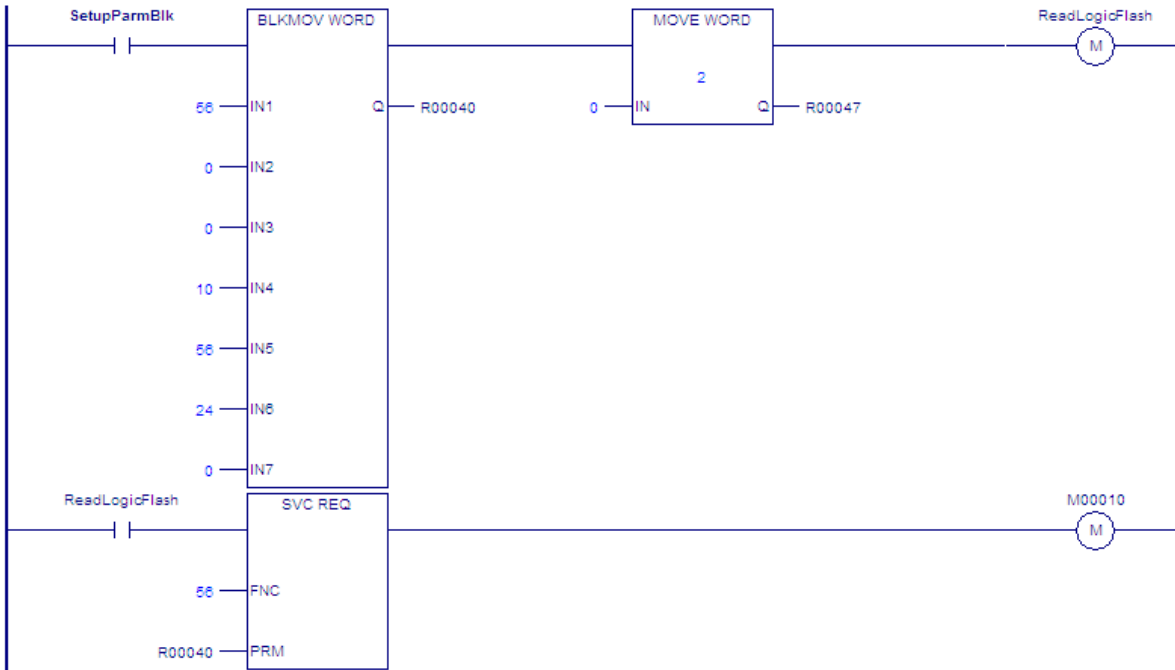 SetupParmBlk BLKMOV WORD MOVE WORD ReadLogicFlash
M
2
56 IN1 Q R00040 0 IN Q R00047
0 IN2
0 IN3
10 IN4
56 IN5
24 IN6
0 IN7
ReadLogicFlash SVC REQ M00010
M
56 FNC
R00040 PRM